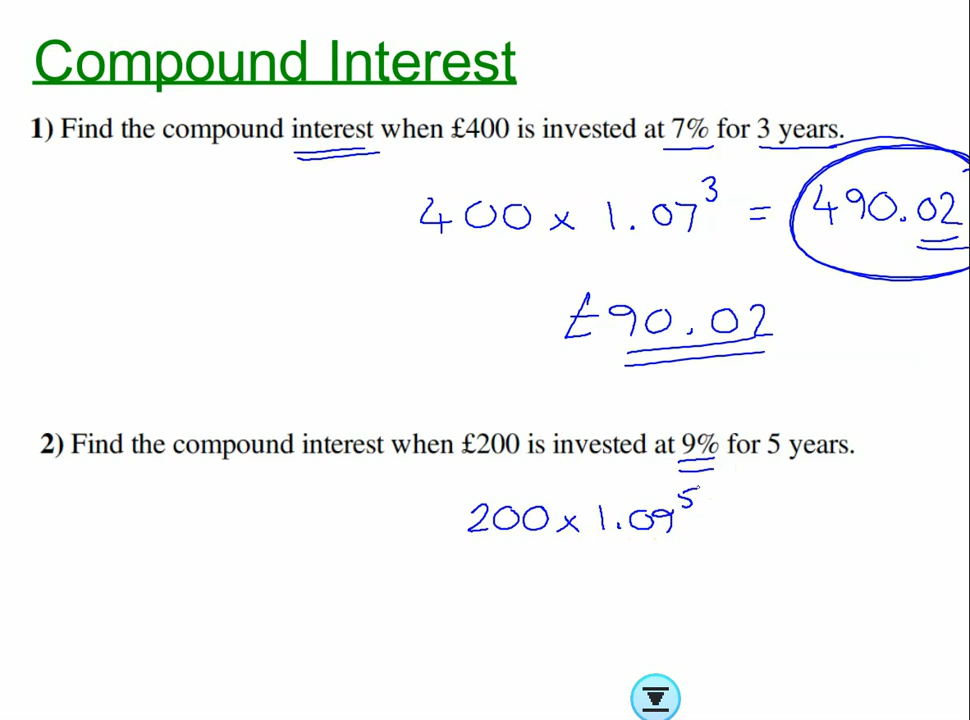 Compound Interest
1) Find the compound interest when £400 is invested at 7% for 3 years.
400 x 1.07³ = 490.02
£90.02
2) Find the compound interest when £200 is invested at 9% for 5 years.
200 x 1.09⁵